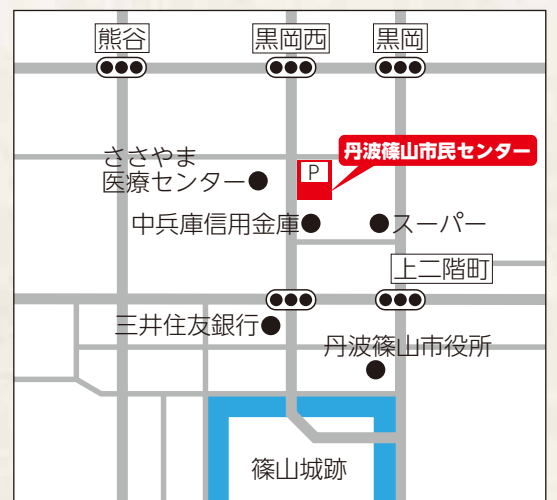 熊谷
黒岡西
黒岡
ささやま
医療センター
P
丹波篠山市民センター
中兵庫信用金庫
スーパー
上二階町
三井住友銀行
丹波篠山市役所
篠山城跡